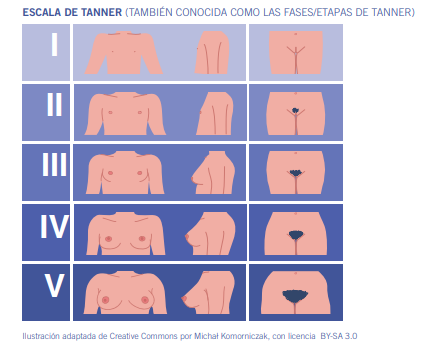 ESCALA DE TANNER (TAMBIÉN CONOCIDA COMO LAS FASES/ETAPAS DE TANNER)
I
II
III
IV
V
Ilustración adaptada de Creative Commons por Michał Komorniczak, con licencia BY-SA 3.0